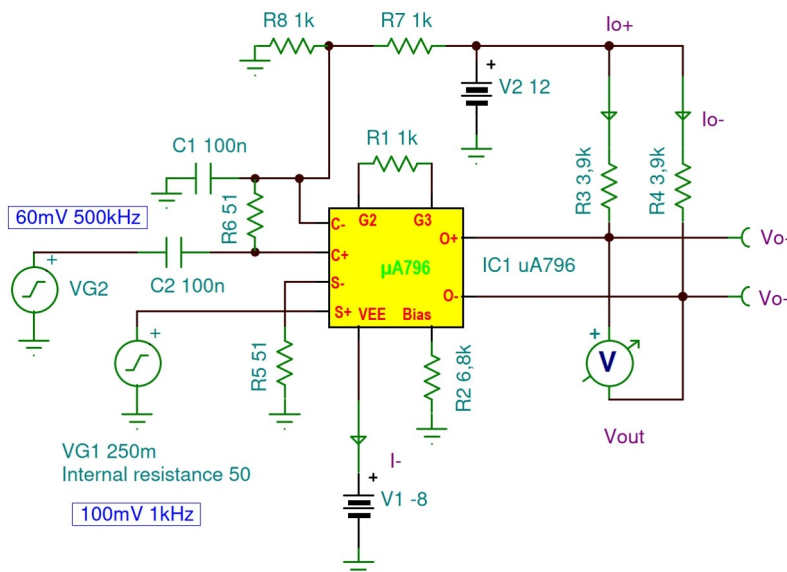 R8 1k
R7 1k
Io+
+
V2 12
Io-
C1 100n
R1 1k
R3 3,9k
R4 3,9k
60mV 500kHz
R6 51
G2
G3
C-
O+
Vo-
+
C+
µA796
IC1 uA796
VG2
C2 100n
S-
O-
Vo-
S+
VEE
Bias
+
+
V
R5 51
R2 6,8k
Vout
VG1 250m
Internal resistance 50
I-
+
V1 -8
100mV 1kHz